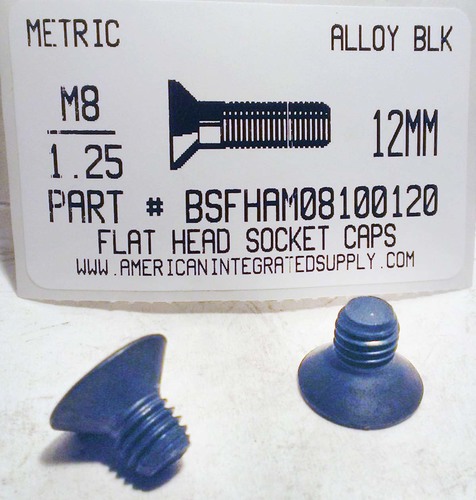 METRIC ALLOY BLK
M8
1.25
12MM
PART # BSFHAM08100120
FLAT HEAD SOCKET CAPS
WWW.AMERICANINTEGRATEDSUPPLY.COM